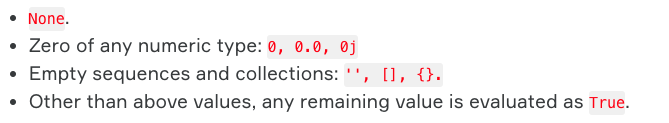 • None.
• Zero of any numeric type: 0, 0.0, 0j
• Empty sequences and collections: '', [], {}.
• Other than above values, any remaining value is evaluated as True.